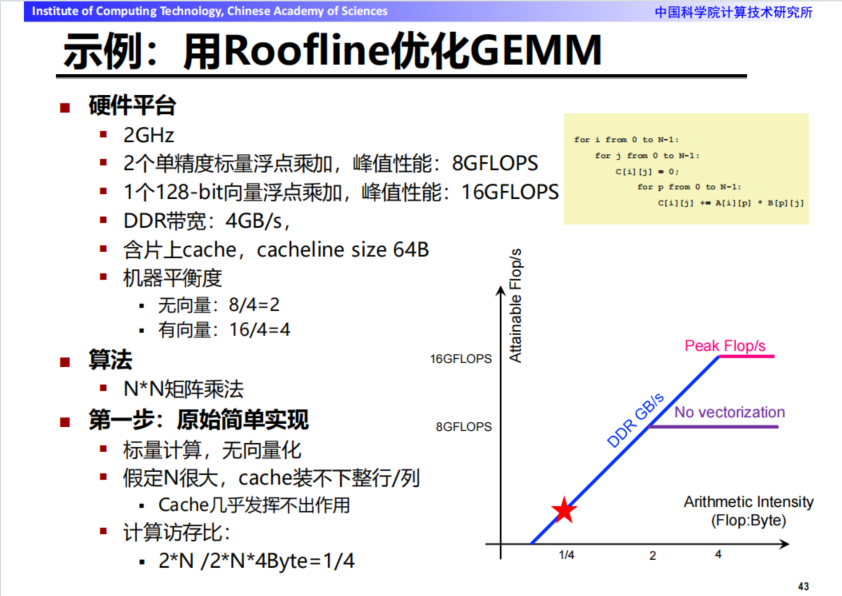 Institute of Computing Technology, Chinese Academy of Sciences
中国科学院计算技术研究所
示例：用Roofline优化GEMM
硬件平台
2GHz
2个单精度标量浮点乘加，峰值性能：8GFLOPS
1个128-bit向量浮点乘加，峰值性能：16GFLOPS
DDR带宽：4GB/s，
含片上cache，cacheline size 64B
机器平衡度
无向量：8/4=2
有向量：16/4=4
算法
N*N矩阵乘法
第一步：原始简单实现
标量计算，无向量化
假定N很大，cache装不下整行/列
Cache几乎发挥不出作用
计算访存比：
2*N /2*N*4Byte=1/4
for i from 0 to N-1:
for j from 0 to N-1:
C[i][j] = 0;
for p from 0 to N-1:
C[i][j] += A[i][p] * B[p][j]
Attainable Flop/s
16GFLOPS
8GFLOPS
Peak Flop/s
No vectorization
DDR GB/s
Arithmetic Intensity
(Flop:Byte)
1/4
2
4
43